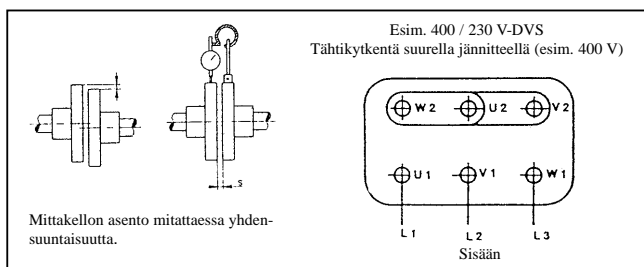 Esim. 400 / 230 V-DVS
Tähtikytkentä suurella jännitteellä (esim. 400 V)
W2 U2 V2
U1 V1 W1
S
L1 L2 L3
Sisään
Mittakellon asento mitattaessa yhden-
suuntaisuutta.